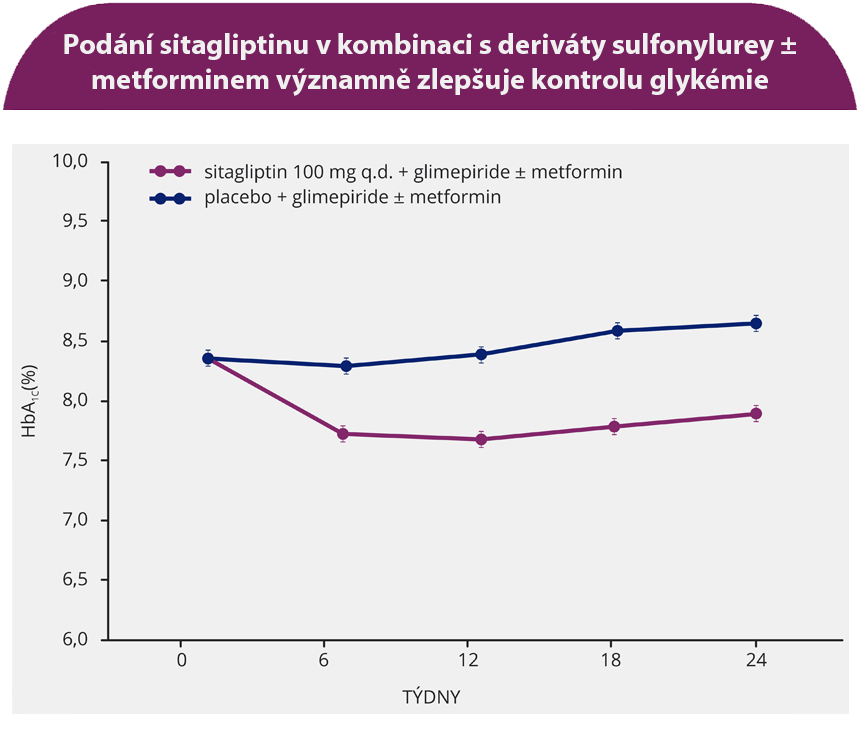 Podání sitagliptinu v kombinaci s deriváty sulfonylurey ±
metforminem významně zlepšuje kontrolu glykémie
sitagliptin 100 mg q.d. + glimepiride ± metformin
placebo + glimepiride ± metformin
10,0
9,5
9,0
8,5
8,0
7,5
7,0
6,5
6,0
HbA1C(%)
0 6 12 18 24
TÝDNY